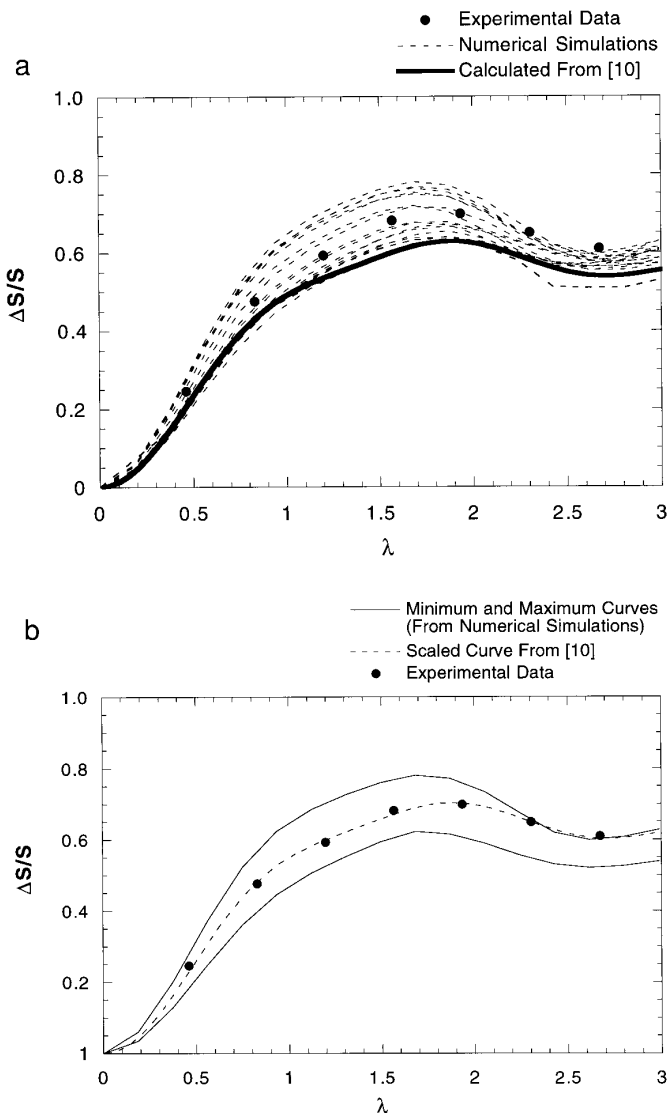 Experimental Data
Numerical Simulations
Calculated From [10]
a
1.0
0.8
0.6
0.4
0.2
0
ΔS/S
0 0.5 1 1.5 2 2.5 3
λ
Minimum and Maximum Curves
(From Numerical Simulations)
Scaled Curve From [10]
Experimental Data
b
1.0
0.8
0.6
0.4
0.2
1
ΔS/S
0 0.5 1 1.5 2 2.5 3
λ